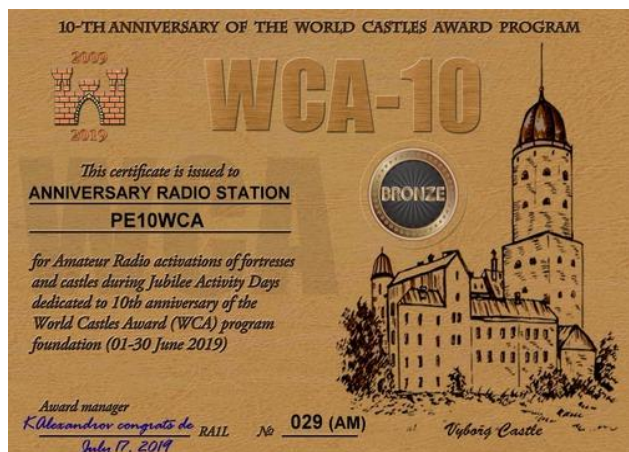 10-TH ANNIVERSARY OF THE WORLD CASTLES AWARD PROGRAM
2009
2019
WCA-10
This certificate is issued to
ANNIVERSARY RADIO STATION
PE10WCA
BRONZE
for Amateur Radio activations of fortresses
and castles during Jubilee Activity Days
dedicated to 10th anniversary of the
World Castles Award (WCA) program
foundation (01-30 June 2019)
Award manager
K.Alexandrov congrats de RA1L № 029 (AM)
July 17, 2019
Vyborg Castle
WCA